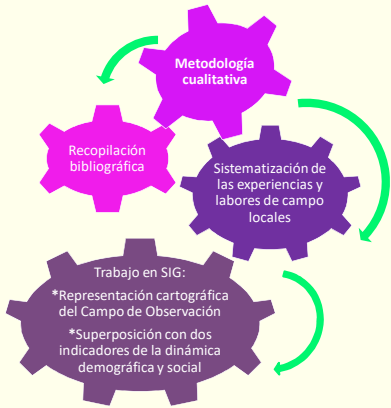 Metodología
cualitativa
Recopilación
bibliográfica
Sistematización de
las experiencias y
labores de campo
locales
Trabajo en SIG:
*Representación cartográfica
del Campo de Observación
*Superposición con dos
indicadores de la dinámica
demográfica y social